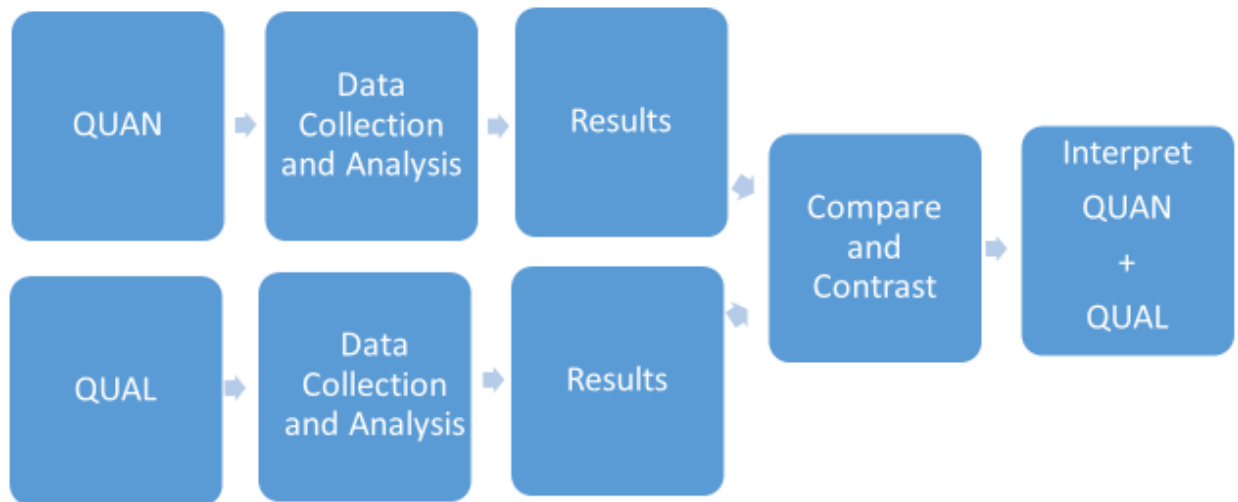 QUAN
Data
Collection
and Analysis
Results
QUAL
Data
Collection
and Analysis
Results
Compare
and
Contrast
Interpret
QUAN
+
QUAL